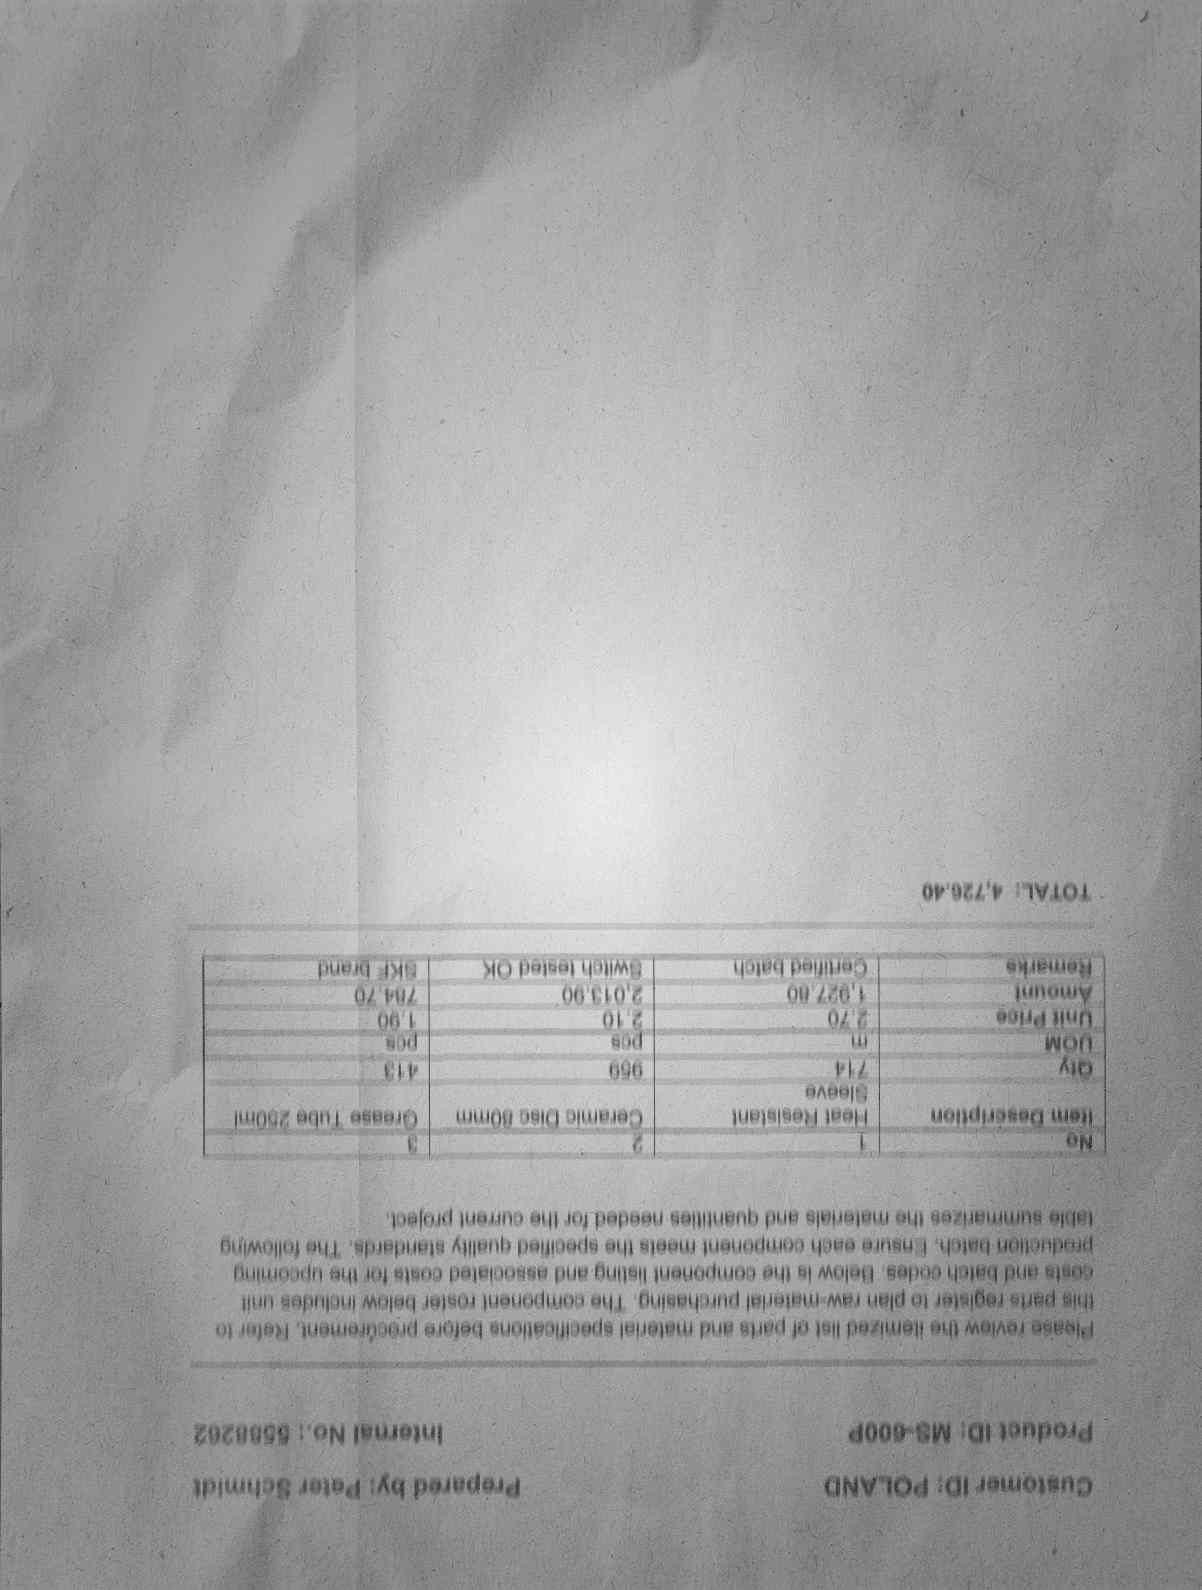 Customer ID: POLAND Prepared by: Peter Schmidt
Product ID: MS-600P Internal No.:
Please review the itemized list of parts and material specifications before procurement. Refer to
this parts register to plan raw-material purchasing. The component roster below includes unit
costs and batch codes. Below is the component listing and associated costs for the upcoming
production batch. Ensure each component meets the specified quality standards. The following
table summarizes the materials and quantities needed for the current project.
No 1 2 3
Item Description Heat Resistant Ceramic Disc 80mm Grease Tube 250ml
Sleeve
Qty 714 959 413
UOM m pcs pcs
Unit Price 2.70 2.10 1.90
Amount 1,927.80 2,013.90 784.70
Remarks Certified batch Switch tested OK SKF brand
TOTAL: 4,726.40